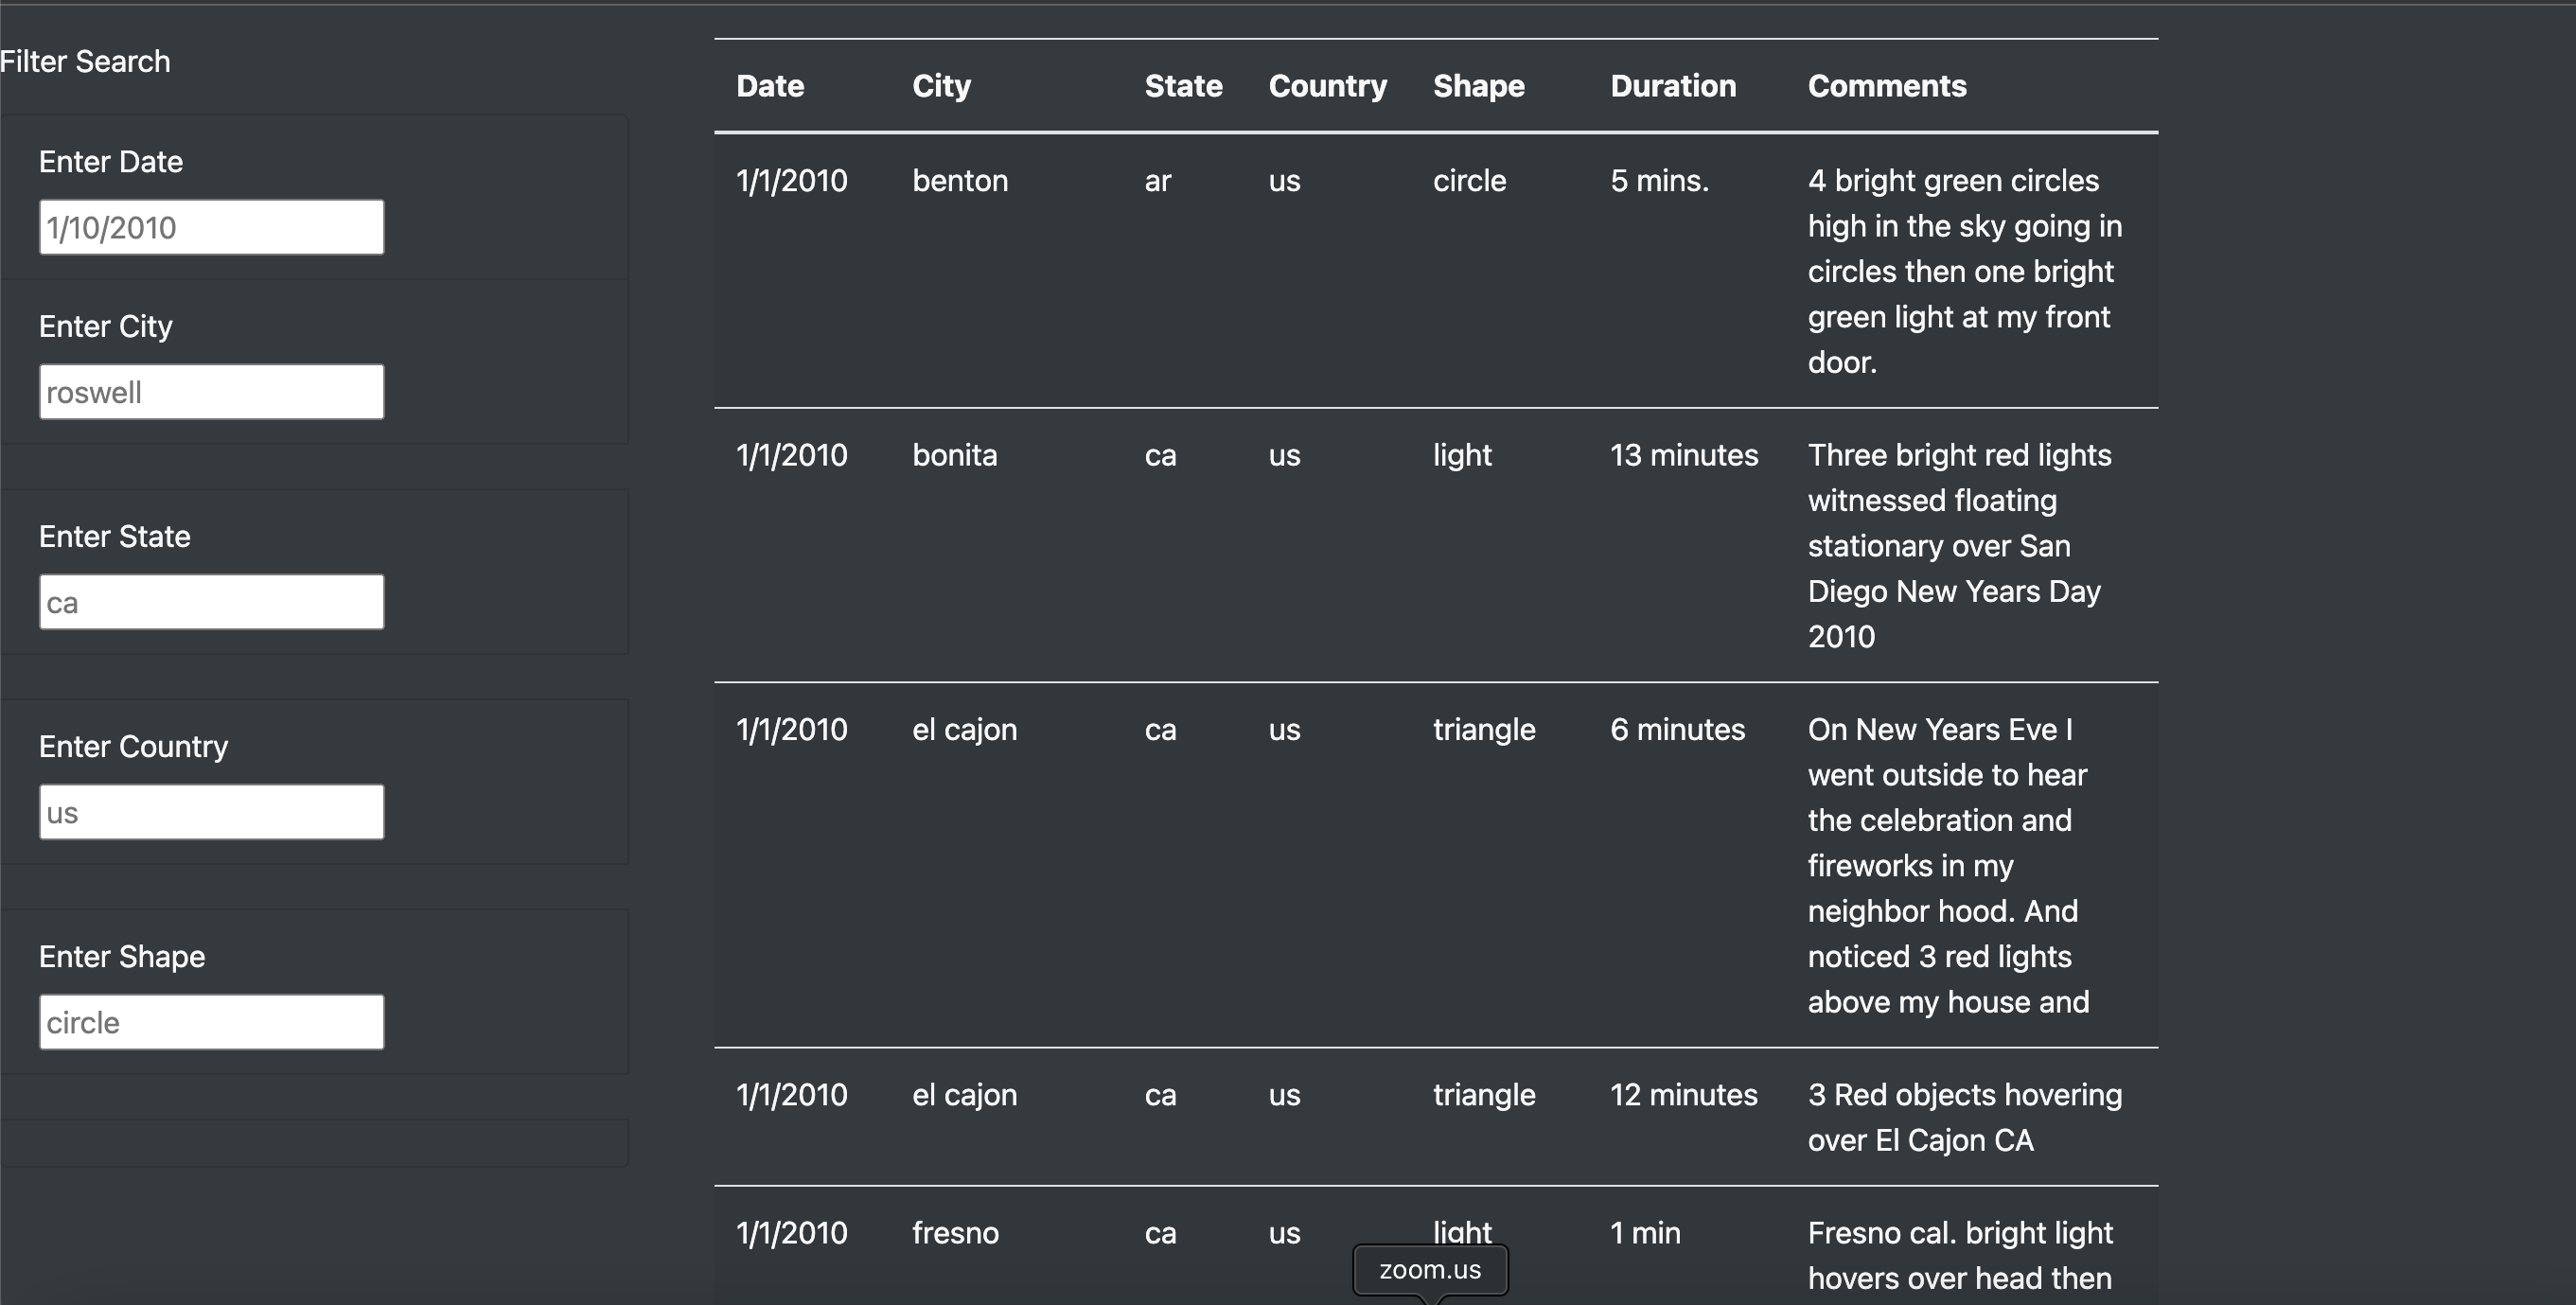 Filter Search
Enter Date
1/10/2010
Enter City
roswell
Enter State
ca
Enter Country
us
Enter Shape
circle
Date City State Country Shape Duration Comments
1/1/2010 benton ar us circle 5 mins. 4 bright green circles
high in the sky going in
circles then one bright
green light at my front
door.
1/1/2010 bonita ca us light 13 minutes Three bright red lights
witnessed floating
stationary over San
Diego New Years Day
2010
1/1/2010 el cajon ca us triangle 6 minutes On New Years Eve I
went outside to hear
the celebration and
fireworks in my
neighbor hood. And
noticed 3 red lights
above my house and
1/1/2010 el cajon ca us triangle 12 minutes 3 Red objects hovering
over El Cajon CA
1/1/2010 fresno ca us light 1 min Fresno cal. bright light
hovers over head then
zoom.us